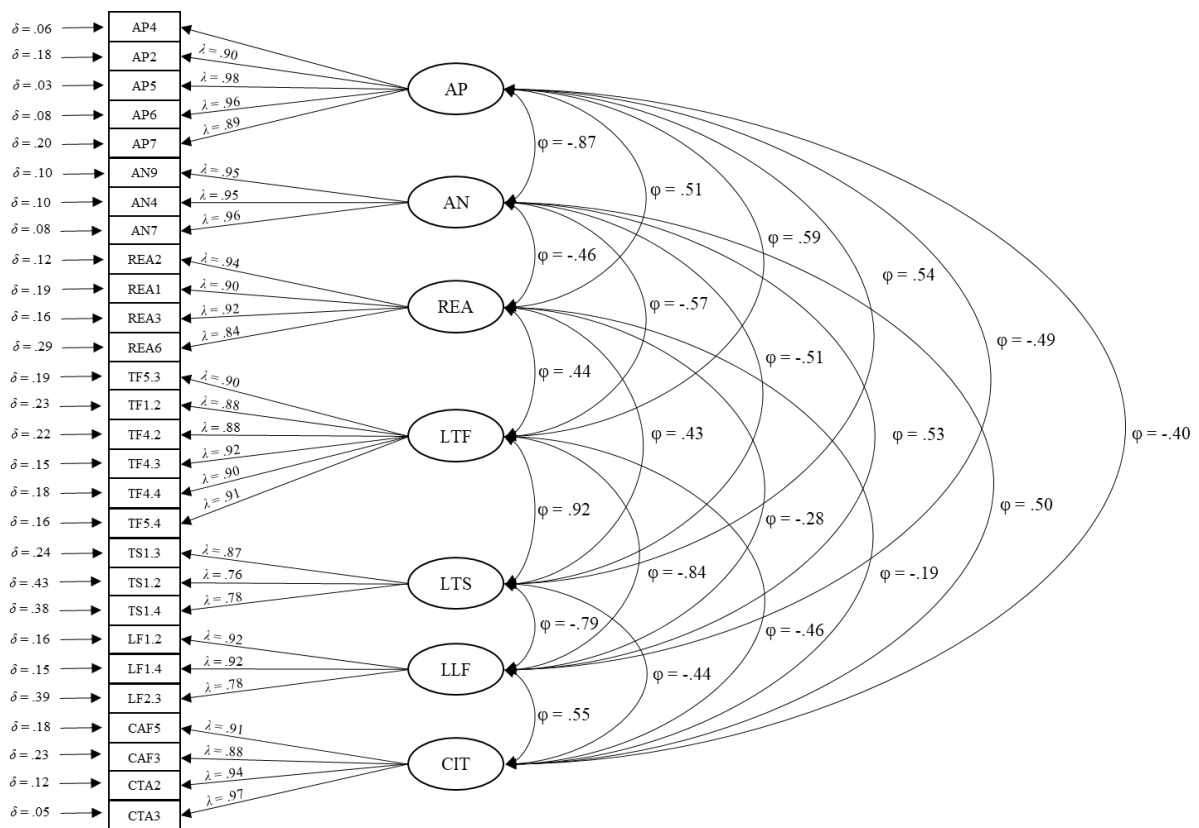 δ = .06 AP4
δ = .18 AP2 λ = .90
δ = .03 AP5 λ = .98
δ = .08 AP6 λ = .96
δ = .20 AP7 λ = .89
AP
φ = -.87
δ = .10 AN9 λ = .95
δ = .10 AN4 λ = .95
δ = .08 AN7 λ = .96
AN
φ = .51
φ = -.46
φ = .59
φ = .54
δ = .12 REA2 λ = .94
δ = .19 REA1 λ = .90
δ = .16 REA3 λ = .92
δ = .29 REA6 λ = .84
REA
φ = -.57
φ = -.49
φ = -.51
φ = .44
δ = .19 TF5.3 λ = .90
δ = .23 TF1.2 λ = .88
δ = .22 TF4.2 λ = .88
δ = .15 TF4.3 λ = .92
δ = .18 TF4.4 λ = .90
δ = .16 TF5.4 λ = .91
LTF
φ = .43
φ = .53
φ = -.40
φ = .92
φ = -.28
φ = .50
δ = .24 TS1.3 λ = .87
δ = .43 TS1.2 λ = .76
δ = .38 TS1.4 λ = .78
LTS
φ = -.84
φ = -.19
φ = -.79
φ = -.46
δ = .16 LF1.2 λ = .92
δ = .15 LF1.4 λ = .92
δ = .39 LF2.3 λ = .78
LLF
φ = -.44
φ = .55
δ = .18 CAF5 λ = .91
δ = .23 CAF3 λ = .88
δ = .12 CTA2 λ = .94
δ = .05 CTA3 λ = .97
CIT